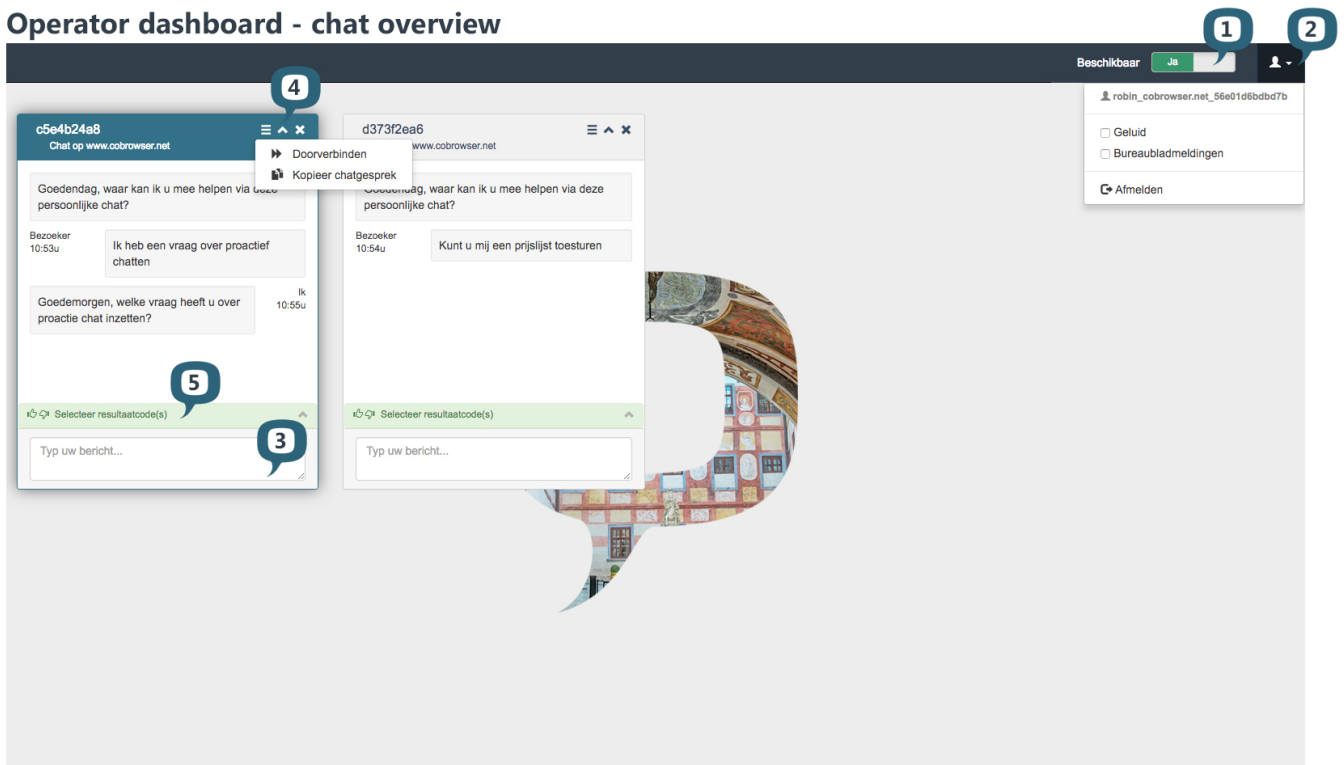 Operator dashboard - chat overview
1
2
Beschikbaar
Ja
robin_cobrowser.net_56e01d6bdbd7b
Geluid
Bureaubladmeldingen
Afmelden
4
c5e4b24a8
Chat op www.cobrowser.net
Doorverbinden
Kopieer chatgesprek
Goedendag, waar kan ik u mee helpen via deze
persoonlijke chat?
Bezoeker
10:53u
Ik heb een vraag over proactief
chatten
Ik
10:55u
Goedemorgen, welke vraag heeft u over
proactie chat inzetten?
5
Selecteer resultaatcode(s)
3
Typ uw bericht...
d373f2ea6
www.cobrowser.net
Goedendag, waar kan ik u mee helpen via deze
persoonlijke chat?
Bezoeker
10:54u
Kunt u mij een prijslijst toesturen
Selecteer resultaatcode(s)
Typ uw bericht...